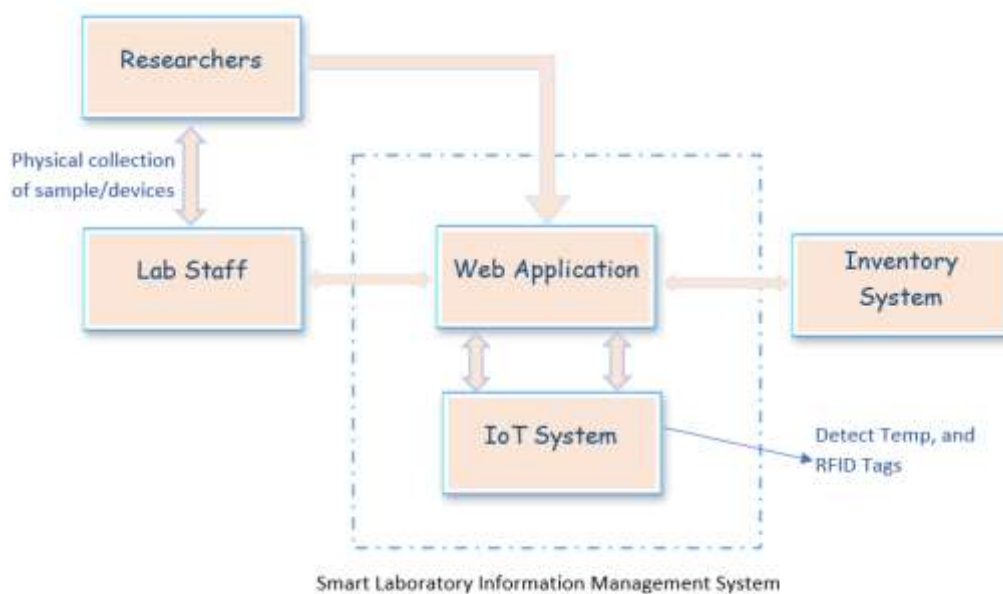 Researchers
Physical collection
of sample/devices
Lab Staff
Web Application
Inventory
System
IoT System
Detect Temp, and
RFID Tags
Smart Laboratory Information Management System